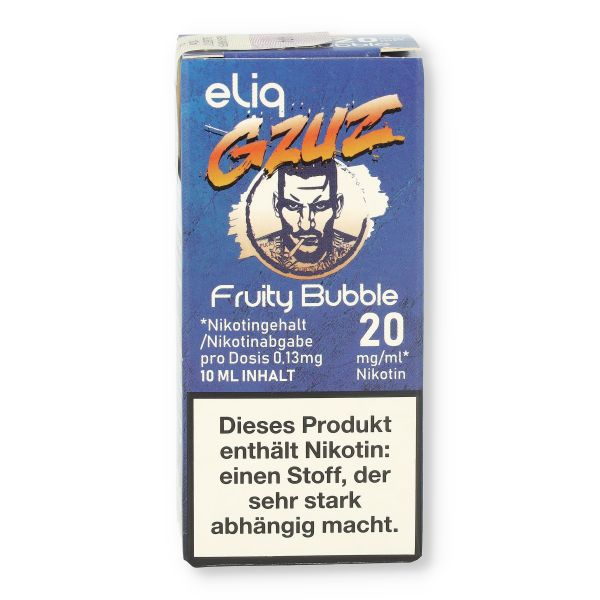 eliq
GZUZ
Fruity Bubble
*Nikotingehalt
/Nikotinabgabe
pro Dosis 0,13mg
10 ML INHALT
20
mg/ml*
Nikotin
Dieses Produkt
enthält Nikotin:
einen Stoff, der
sehr stark
abhängig macht.